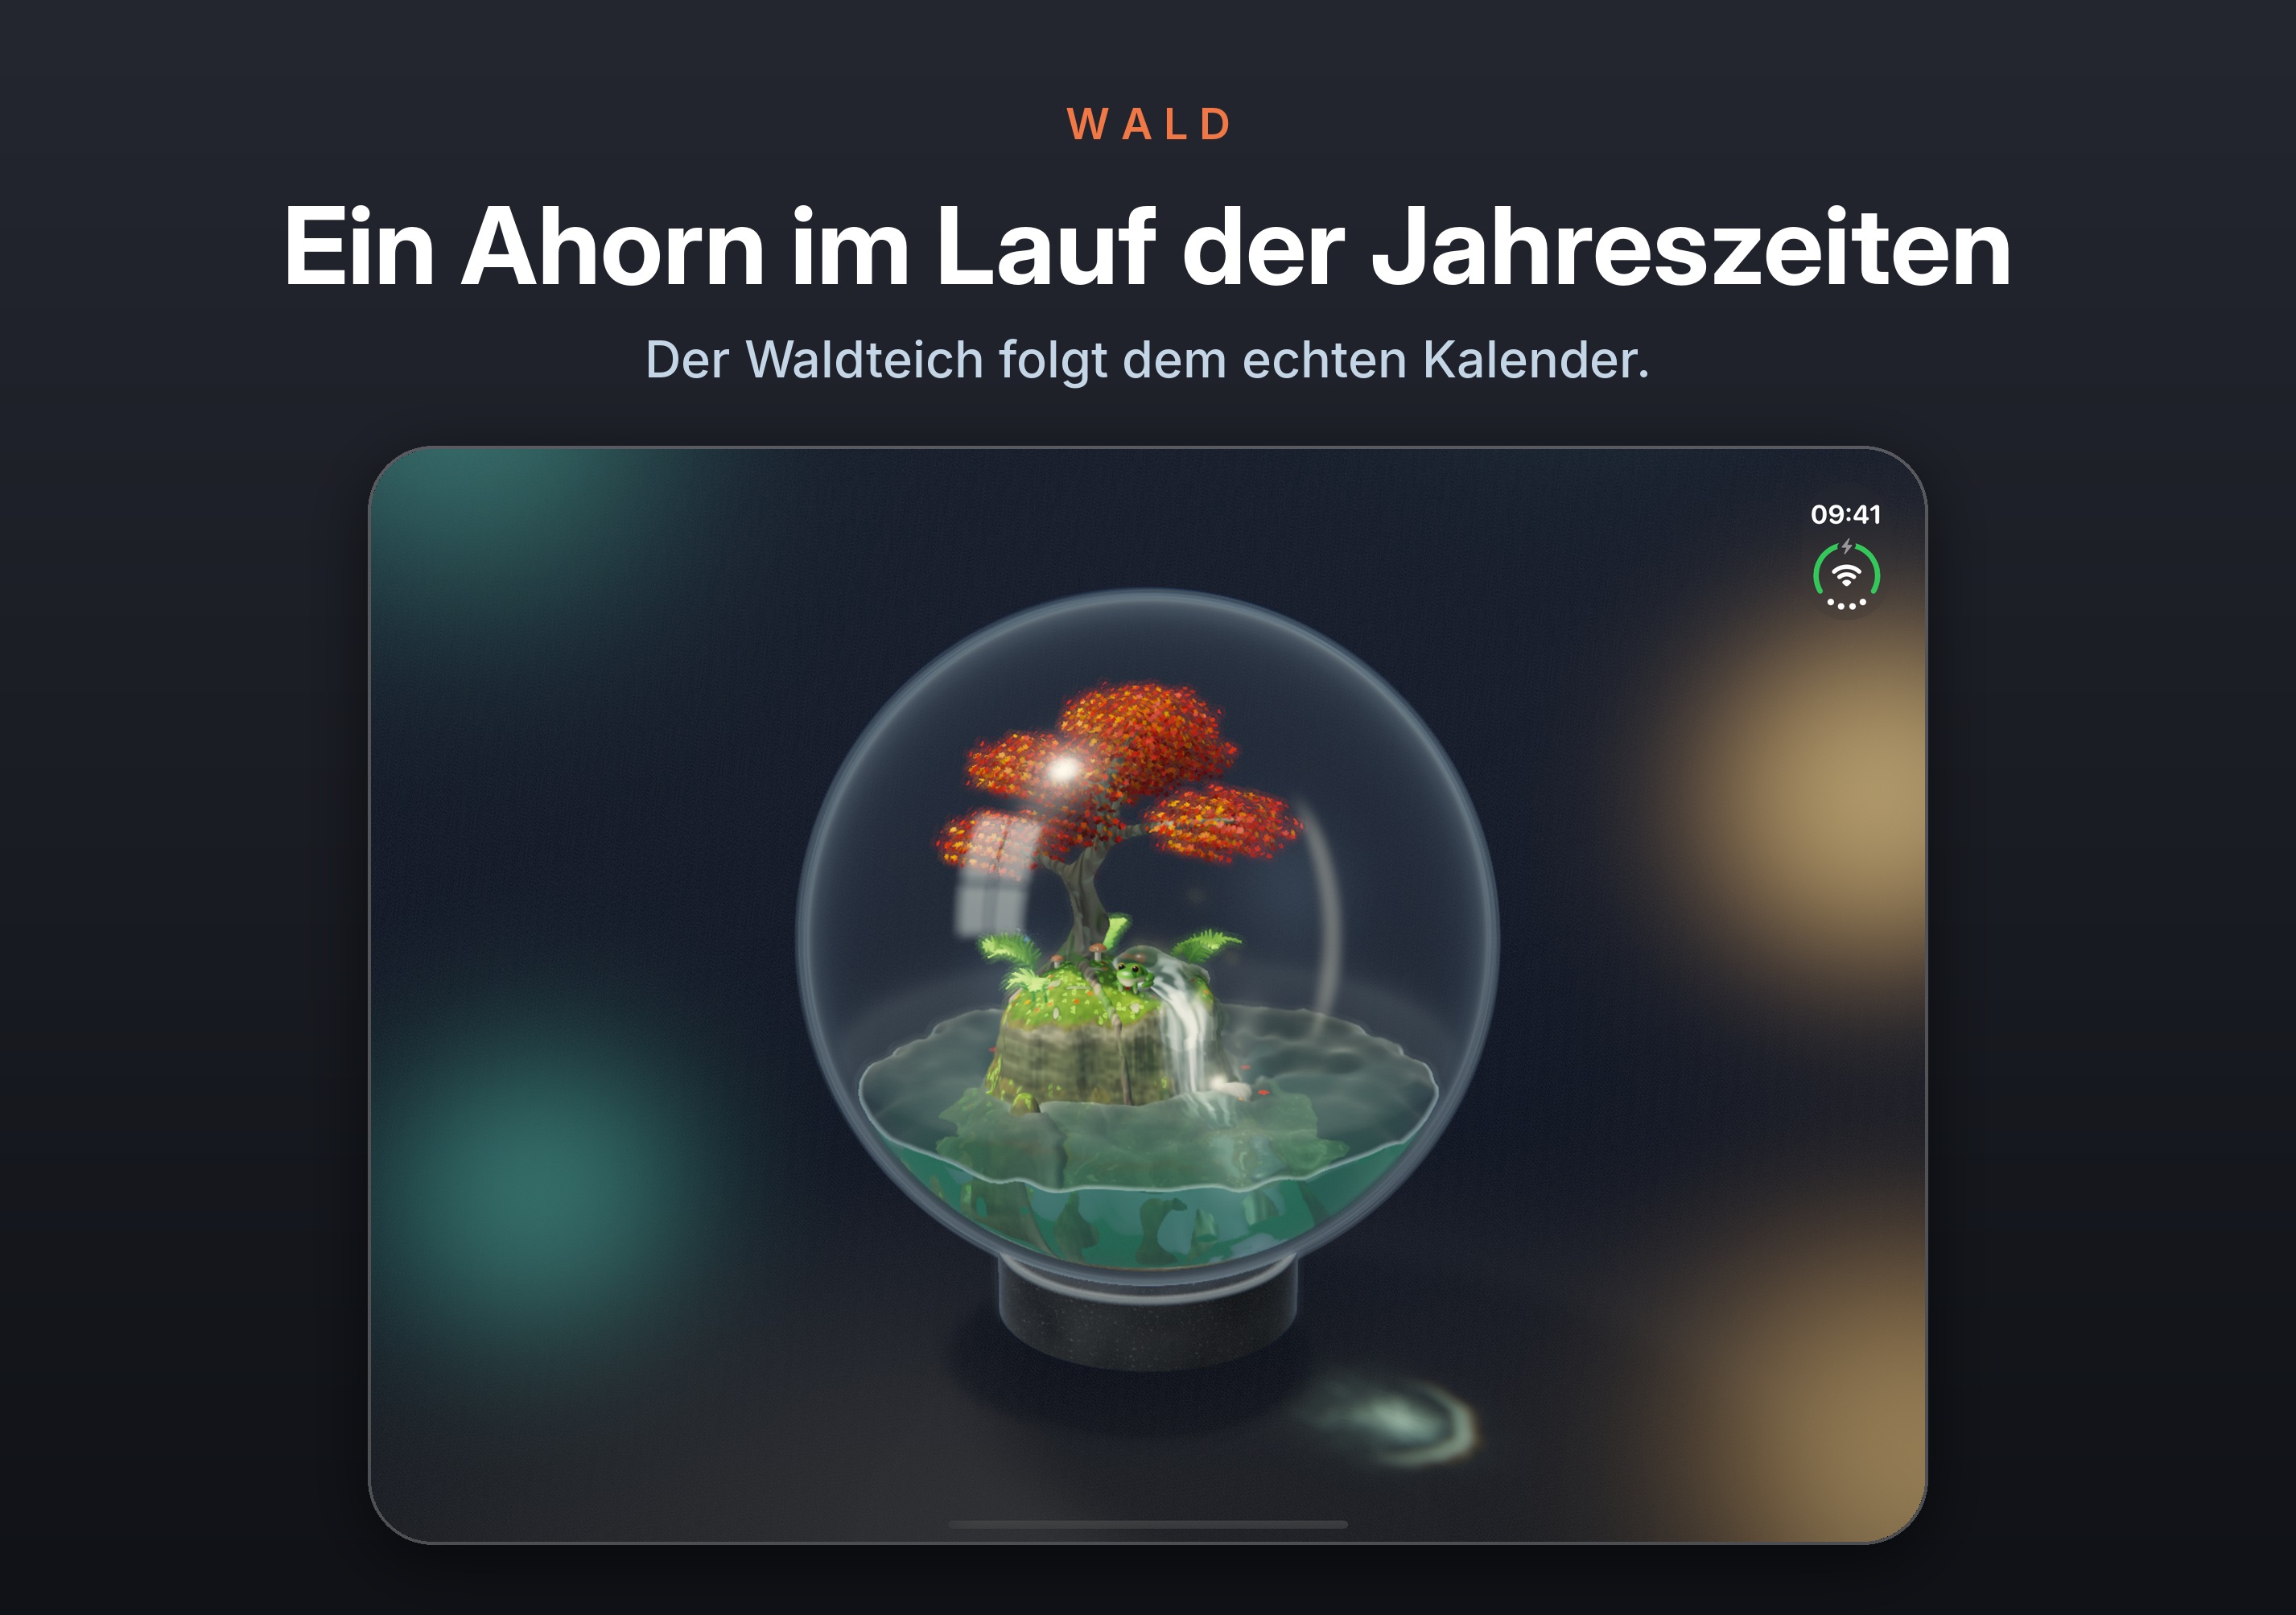 WALD
Ein Ahorn im Lauf der Jahreszeiten
Der Waldteich folgt dem echten Kalender.
09:41